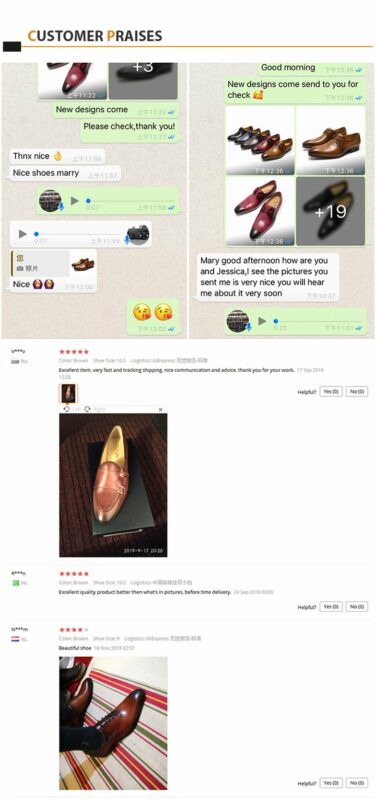 CUSTOMER PRAISES
+3
上午11:22
New designs come
上午11:22
Please check,thank you!
上午11:22
Thnx nice 👌
上午11:56
Nice shoes marry
上午11:57
0:07
上午11:58
0:07
上午11:59
您
照片
Nice 🙆🙆
下午12:00
😘😘
下午12:02
Good morning
下午12:36
New designs come send to you for
check 🥰
下午12:36
下午12:36
下午12:36
下午12:36
+19
Mary good afternoon how are you
and Jessica,I see the pictures you
sent me is very nice you will hear
me about it very soon
下午10:37
0:23
上午11:01
V***v
RU
Color: Brown Shoe Size: 10.5 Logistics: AliExpress 无忧物流-标准
Excellent item, very fast and tracking shipping, nice communication and advice. thank you for your work. 17 Sep 2019
Helpful? Yes (0) No (0)
Left Right
2019-9-17 20:26
Color: Brown Shoe Size: 10.5 Logistics: 中国邮政挂号小包
Excellent quality product better then what's in pictures. before time delivery. 24 Sep 2019
Helpful? Yes (0) No (0)
N***m
NL
Color: Brown Shoe Size: 9 Logistics: AliExpress 无忧物流-标准
Beautiful shoe 16 Nov 2019 02:57
Helpful? Yes (0) No (0)